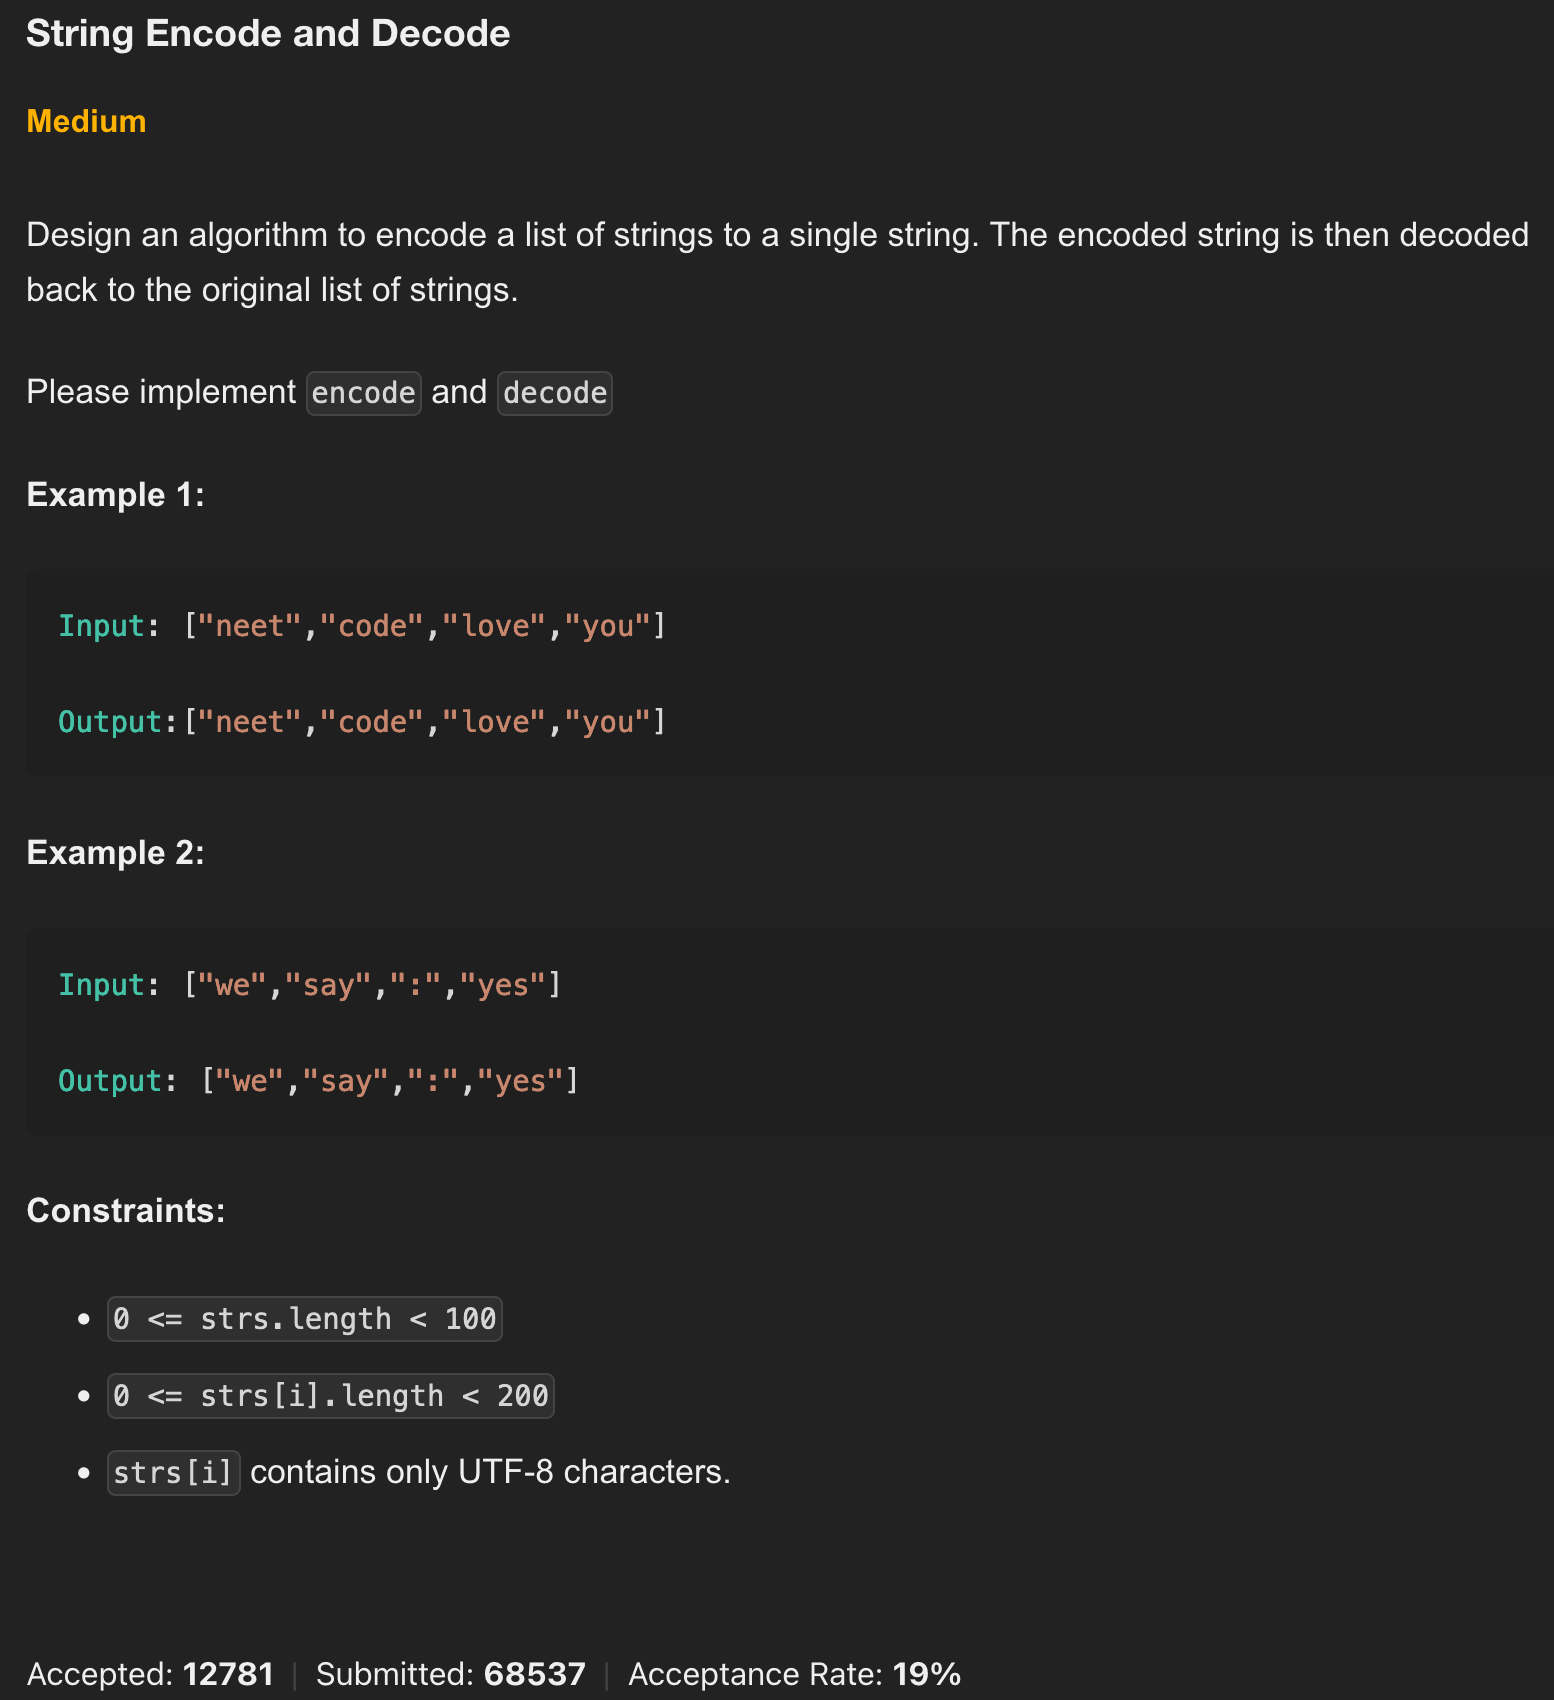 String Encode and Decode
Medium
Design an algorithm to encode a list of strings to a single string. The encoded string is then decoded
back to the original list of strings.
Please implement encode and decode
Example 1:
Input: ["neet","code","love","you"]
Output:["neet","code","love","you"]
Example 2:
Input: ["we","say",":","yes"]
Output: ["we","say",":","yes"]
Constraints:
• 0 <= strs.length < 100
• 0 <= strs[i].length < 200
• strs[i] contains only UTF-8 characters.
Accepted: 12781 | Submitted: 68537 | Acceptance Rate: 19%